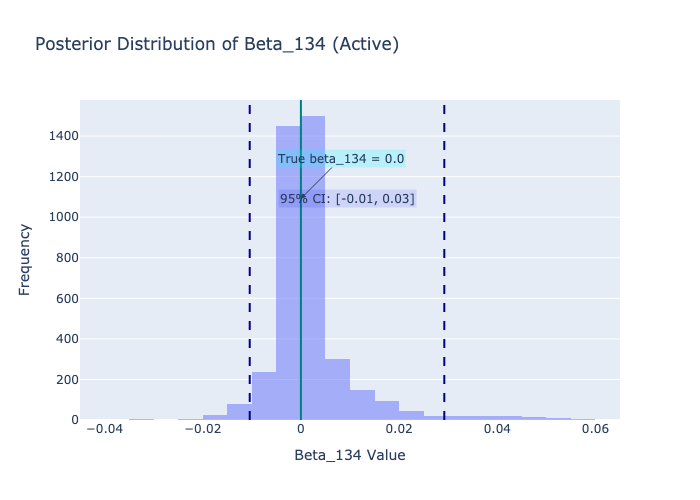 Posterior Distribution of Beta_134 (Active)
1400
1200
1000
800
600
400
200
0
Frequency
True beta_134 = 0.0
95% CI: [-0.01, 0.03]
−0.04
−0.02
0
0.02
0.04
0.06
Beta_134 Value